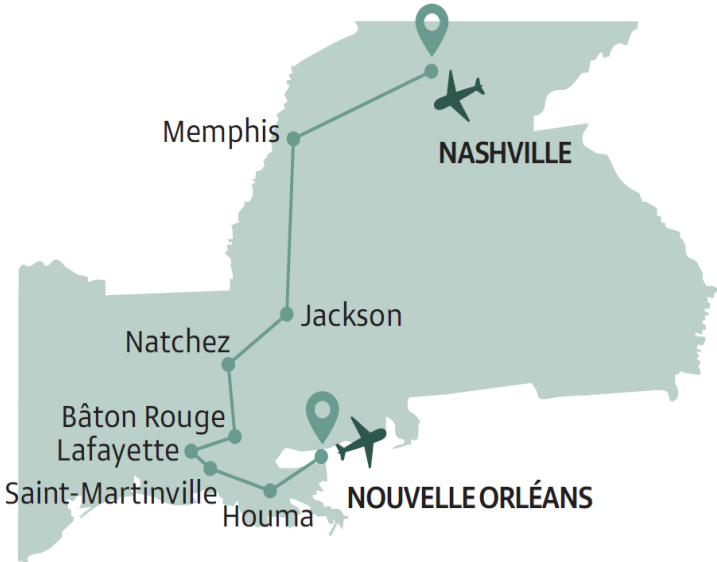 Memphis
NASHVILLE
Jackson
Natchez
Bâton Rouge
Lafayette
Saint-Martinville
NOUVELLE ORLÉANS
Houma